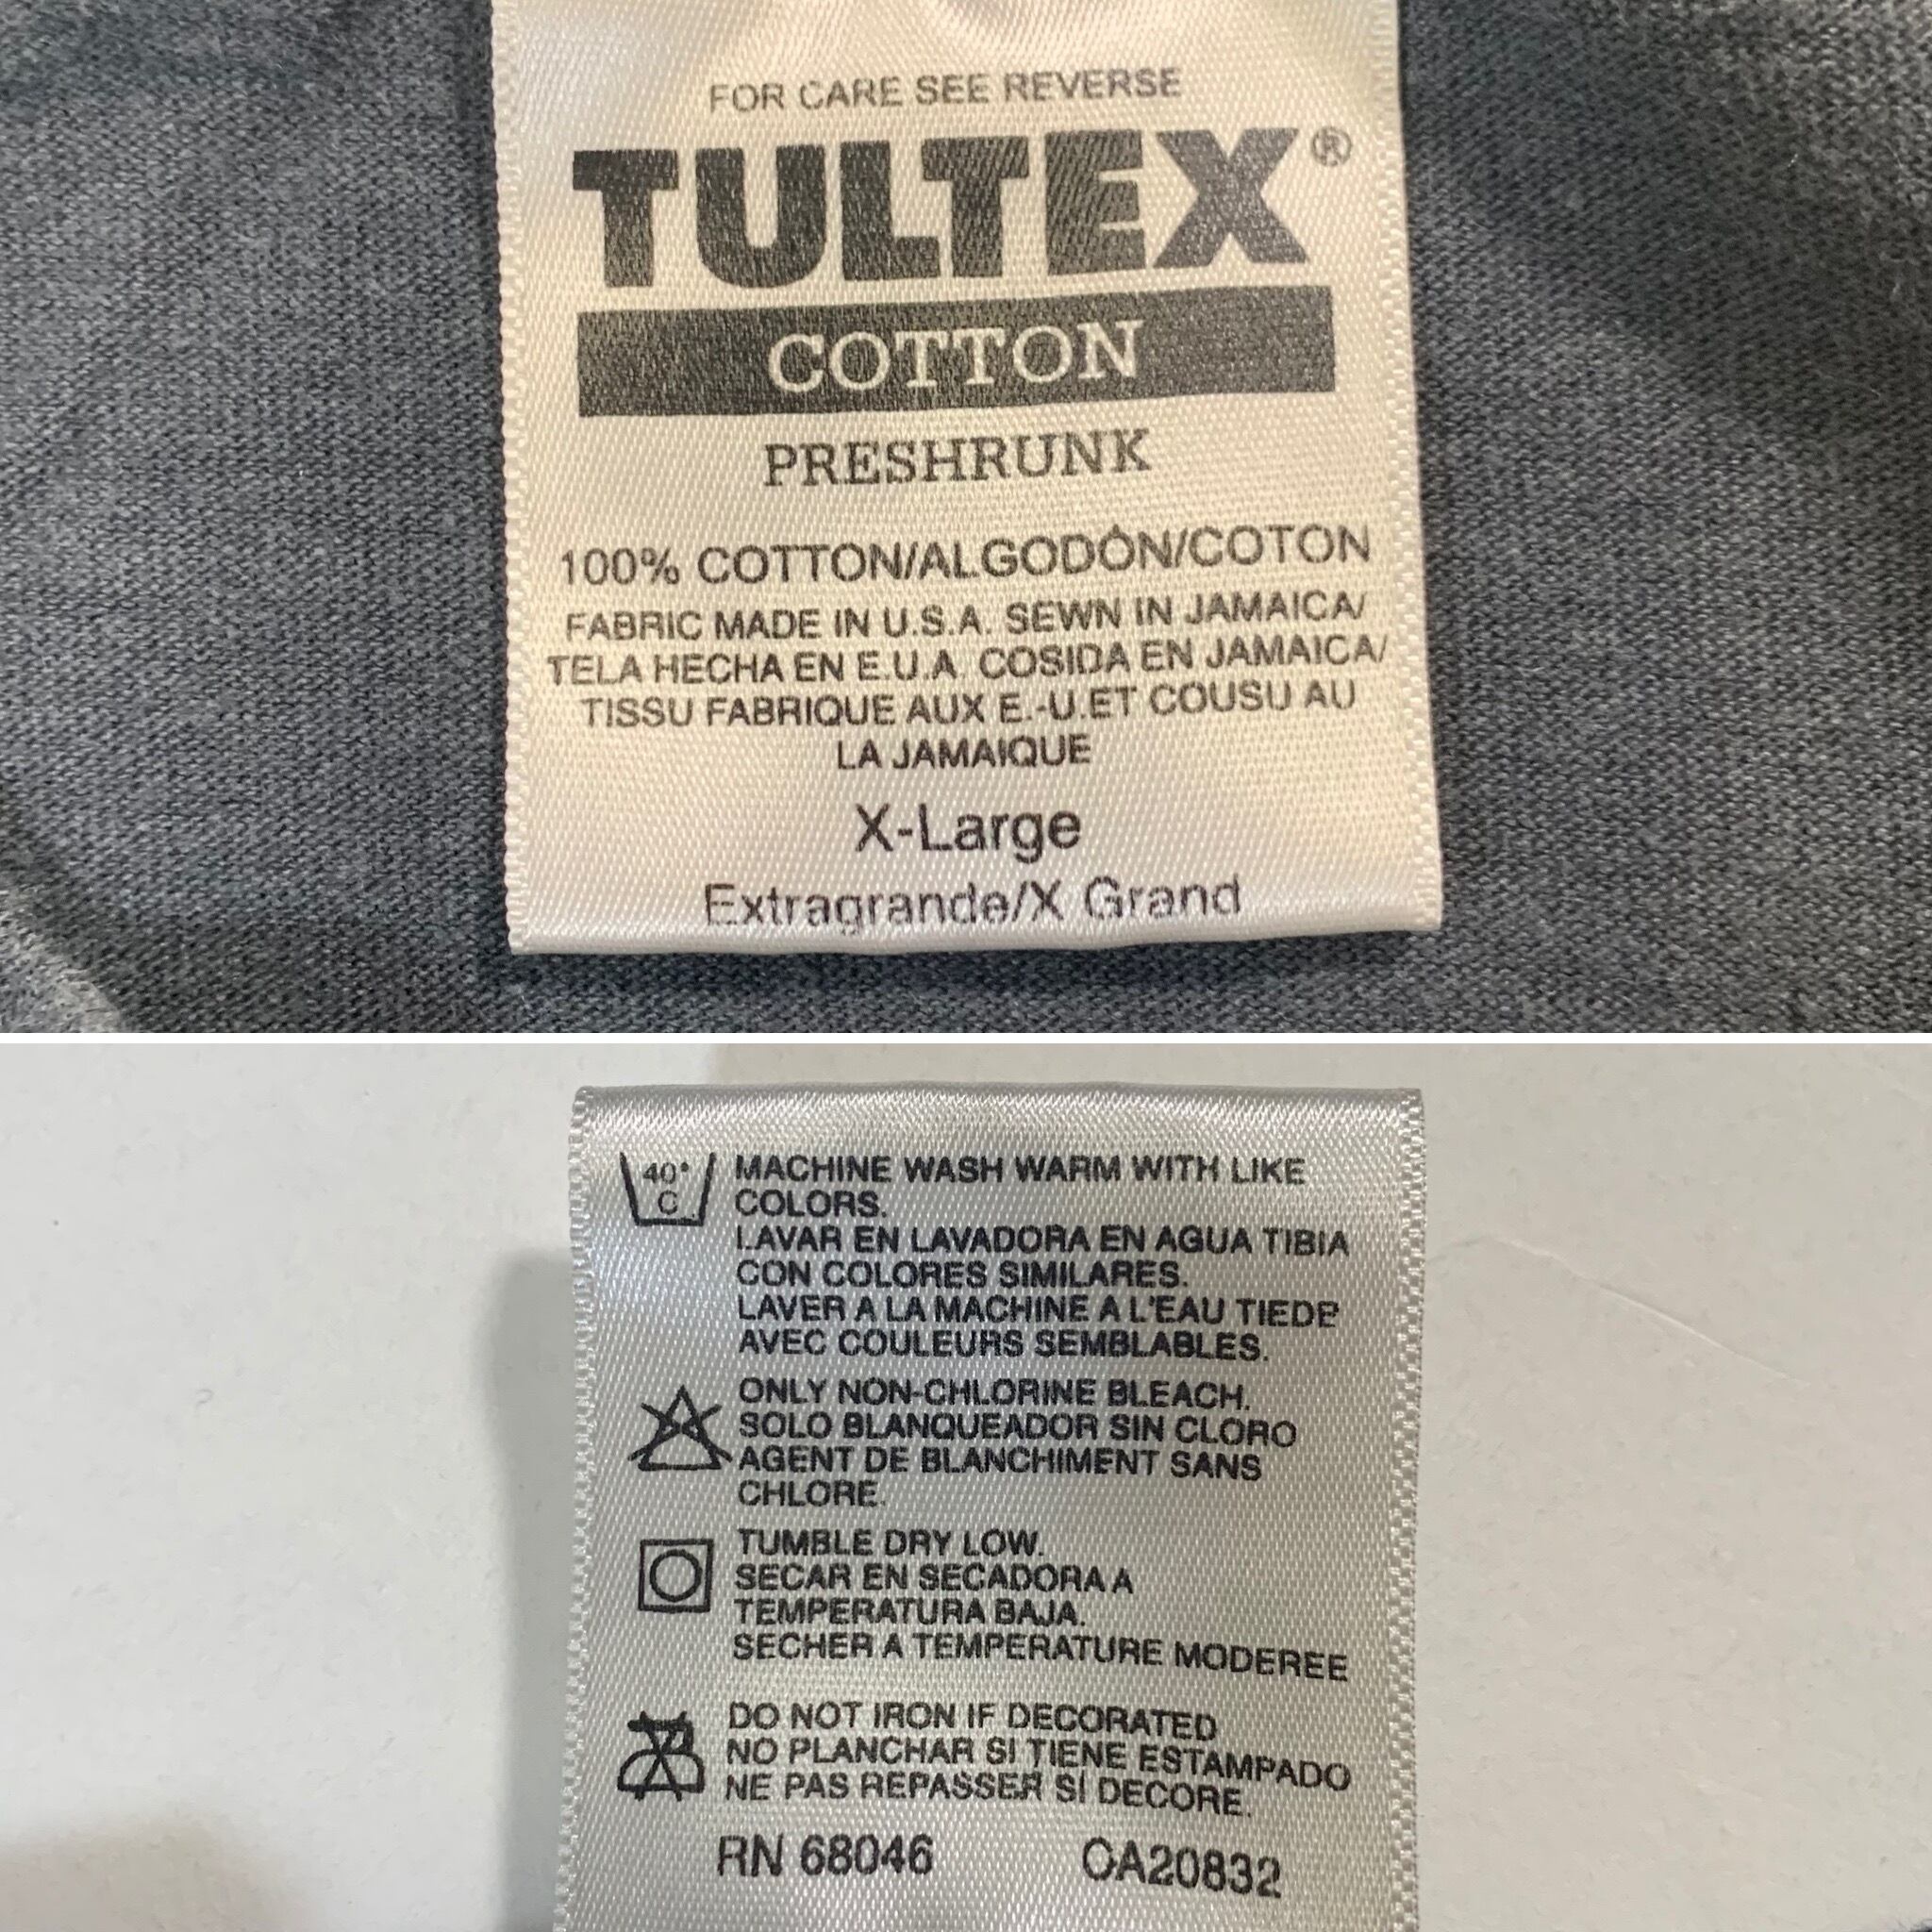 FOR CARE SEE REVERSE
TULTEX®
COTTON
PRESHRUNK
100% COTTON/ALGODÓN/COTON
FABRIC MADE IN U.S.A. SEWN IN JAMAICA/
TELA HECHA EN E.U.A COSIDA EN JAMAICA/
TISSU FABRIQUE AUX E.-U.ET COUSU AU
LA JAMAIQUE
X-Large
Extragrande/X Grand
40°
C
MACHINE WASH WARM WITH LIKE
COLORS.
LAVAR EN LAVADORA EN AGUA TIBIA
CON COLORES SIMILARES.
LAVER A LA MACHINE A L'EAU TIEDE
AVEC COULEURS SEMBLABLES.
ONLY NON-CHLORINE BLEACH.
SOLO BLANQUEADOR SIN CLORO
AGENT DE BLANCHIMENT SANS
CHLORE.
TUMBLE DRY LOW.
SECAR EN SECADORA A
TEMPERATURA BAJA.
SECHER A TEMPERATURE MODEREE
DO NOT IRON IF DECORATED
NO PLANCHAR SI TIENE ESTAMPADO
NE PAS REPASSER SI DECORE.
RN 68046 CA20832